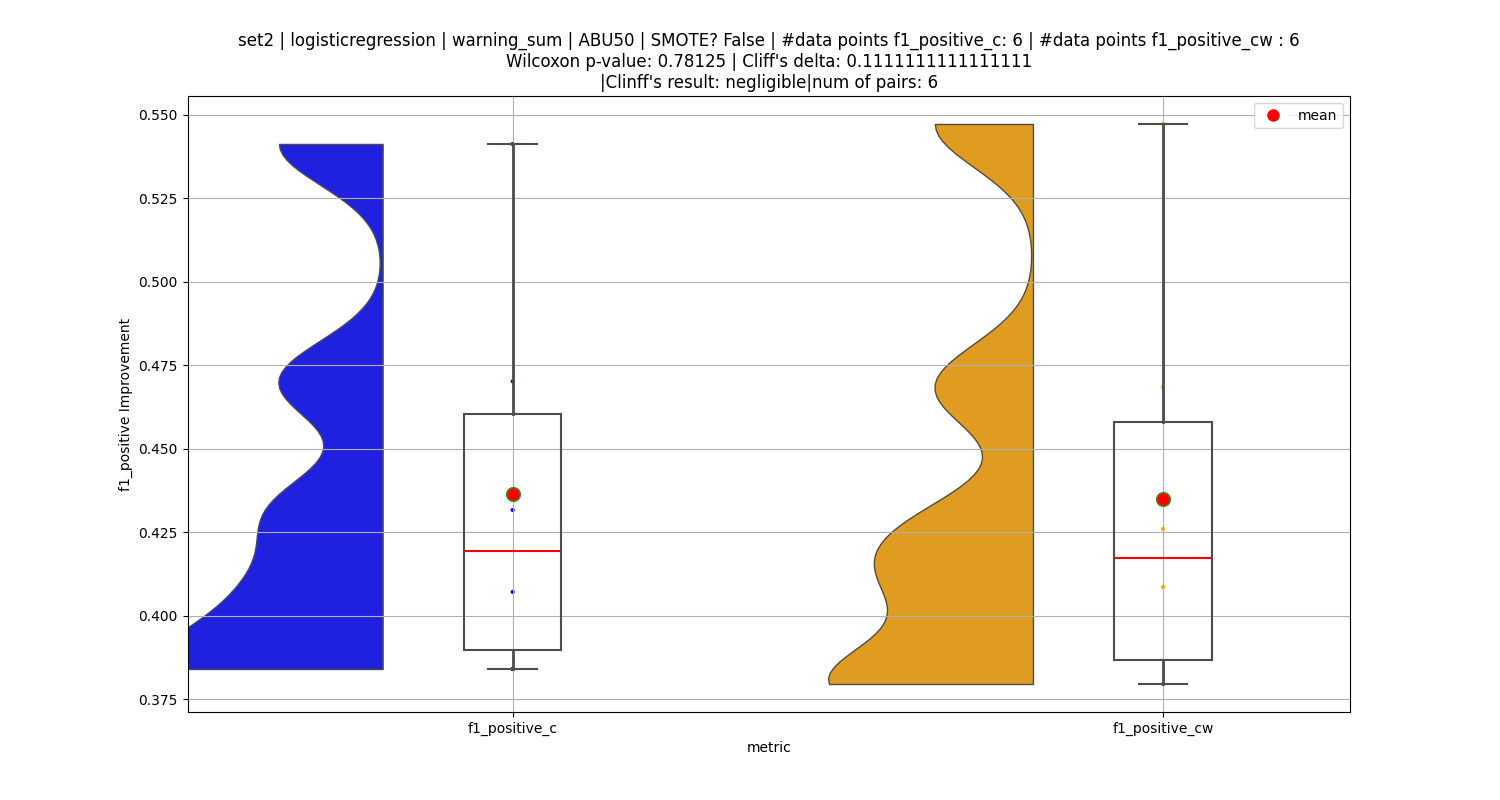 set2 | logisticregression | warning_sum | ABU50 | SMOTE? False | #data points f1_positive_c: 6 | #data points f1_positive_cw : 6
Wilcoxon p-value: 0.78125 | Cliff's delta: 0.1111111111111111
|Clinff's result: negligible|num of pairs: 6
mean
0.550
0.525
0.500
0.475
0.450
0.425
0.400
0.375
f1_positive Improvement
f1_positive_c
f1_positive_cw
metric